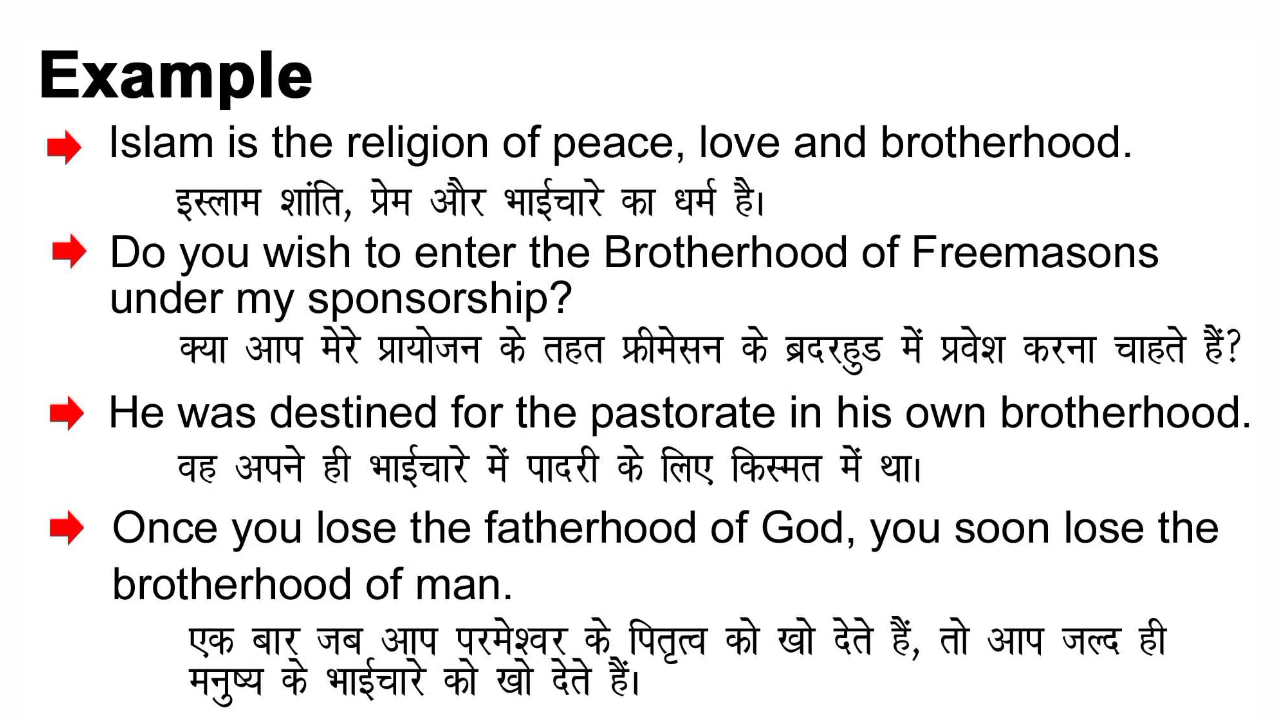 Example
Islam is the religion of peace, love and brotherhood.
इस्लाम शांति, प्रेम और भाईचारे का धर्म है।
Do you wish to enter the Brotherhood of Freemasons
under my sponsorship?
क्या आप मेरे प्रायोजन के तहत फ्रीमेसन के ब्रदरहुड में प्रवेश करना चाहते हैं?
He was destined for the pastorate in his own brotherhood.
वह अपने ही भाईचारे में पादरी के लिए किस्मत में था।
Once you lose the fatherhood of God, you soon lose the
brotherhood of man.
एक बार जब आप परमेश्वर के पितृत्व को खो देते हैं, तो आप जल्द ही
मनुष्य के भाईचारे को खो देते हैं।